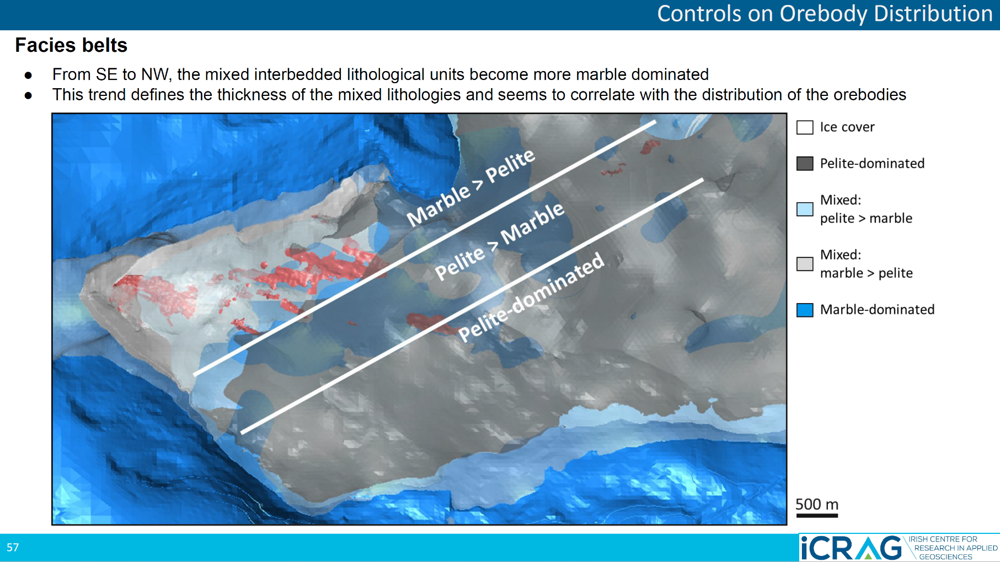 Controls on Orebody Distribution
Facies belts
● From SE to NW, the mixed interbedded lithological units become more marble dominated
● This trend defines the thickness of the mixed lithologies and seems to correlate with the distribution of the orebodies
Marble > Pelite
Pelite > Marble
Pelite-dominated
Ice cover
Pelite-dominated
Mixed:
pelite > marble
Mixed:
marble > pelite
Marble-dominated
500 m
57
iCRAG
IRISH CENTRE FOR
RESEARCH IN APPLIED
GEOSCIENCES